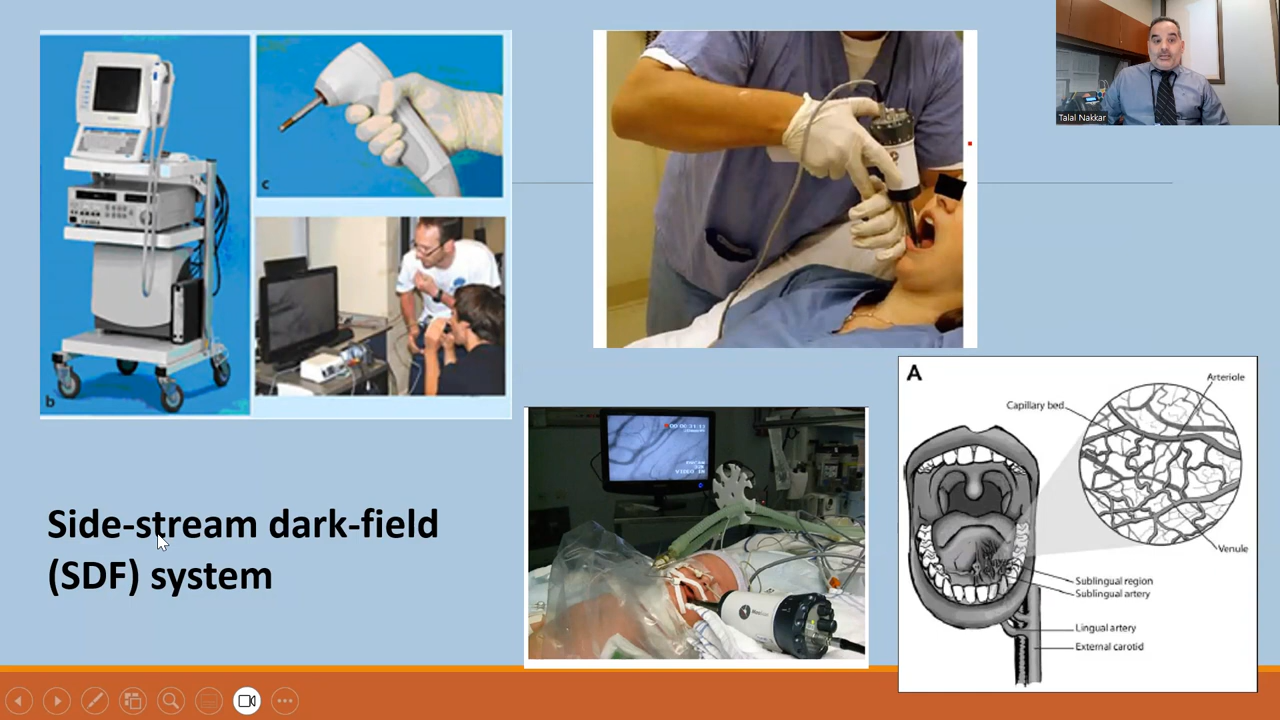 b
c
Talal Nakkar
A
Arteriole
Capillary bed
Venule
Sublingual region
Sublingual artery
Lingual artery
External carotid
Side-stream dark-field
(SDF) system